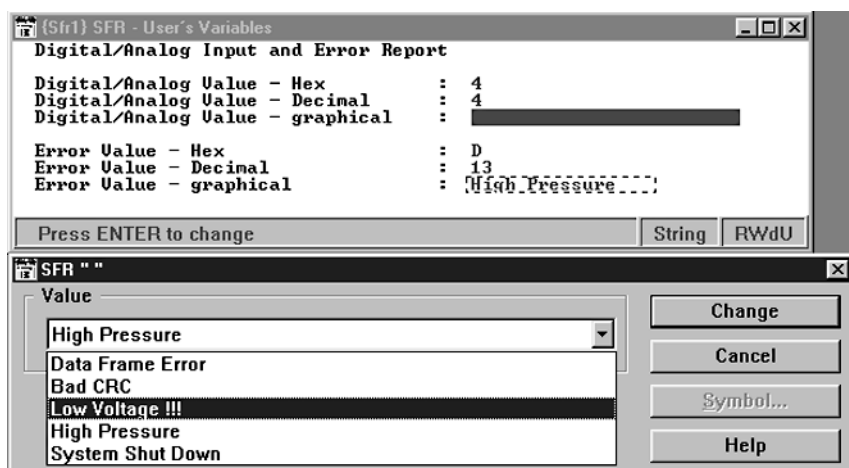 {Sfr1} SFR - User's Variables
Digital/Analog Input and Error Report
Digital/Analog Value - Hex : 4
Digital/Analog Value - Decimal : 4
Digital/Analog Value - graphical :
Error Value - Hex : D
Error Value - Decimal : 13
Error Value - graphical : High Pressure
Press ENTER to change String RWdU
SFR " "
Value
High Pressure
Data Frame Error
Bad CRC
Low Voltage !!!
High Pressure
System Shut Down
Change
Cancel
Symbol...
Help